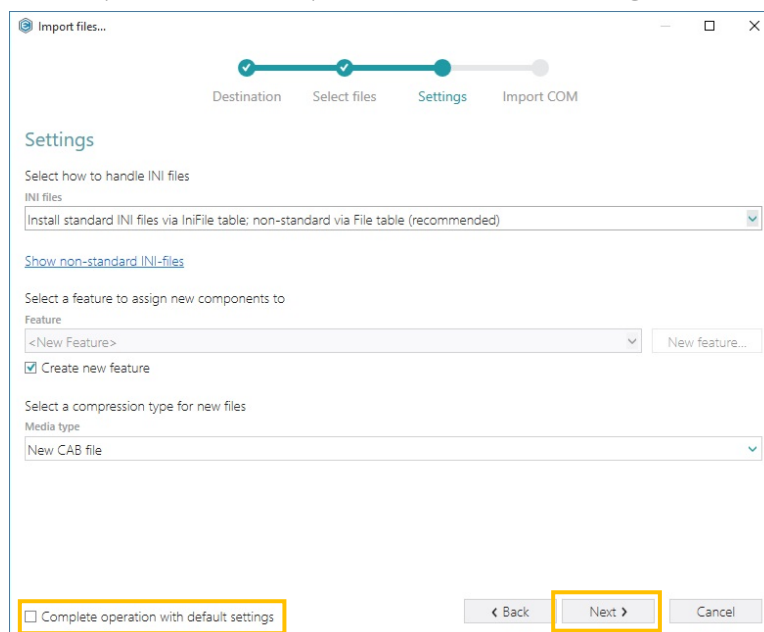 Import files...
Destination Select files Settings Import COM
Settings
Select how to handle INI files
INI files
Install standard INI files via IniFile table; non-standard via File table (recommended)
Show non-standard INI-files
Select a feature to assign new components to
Feature
<New Feature> New feature...
Create new feature
Select a compression type for new files
Media type
New CAB file
Complete operation with default settings Back Next Cancel